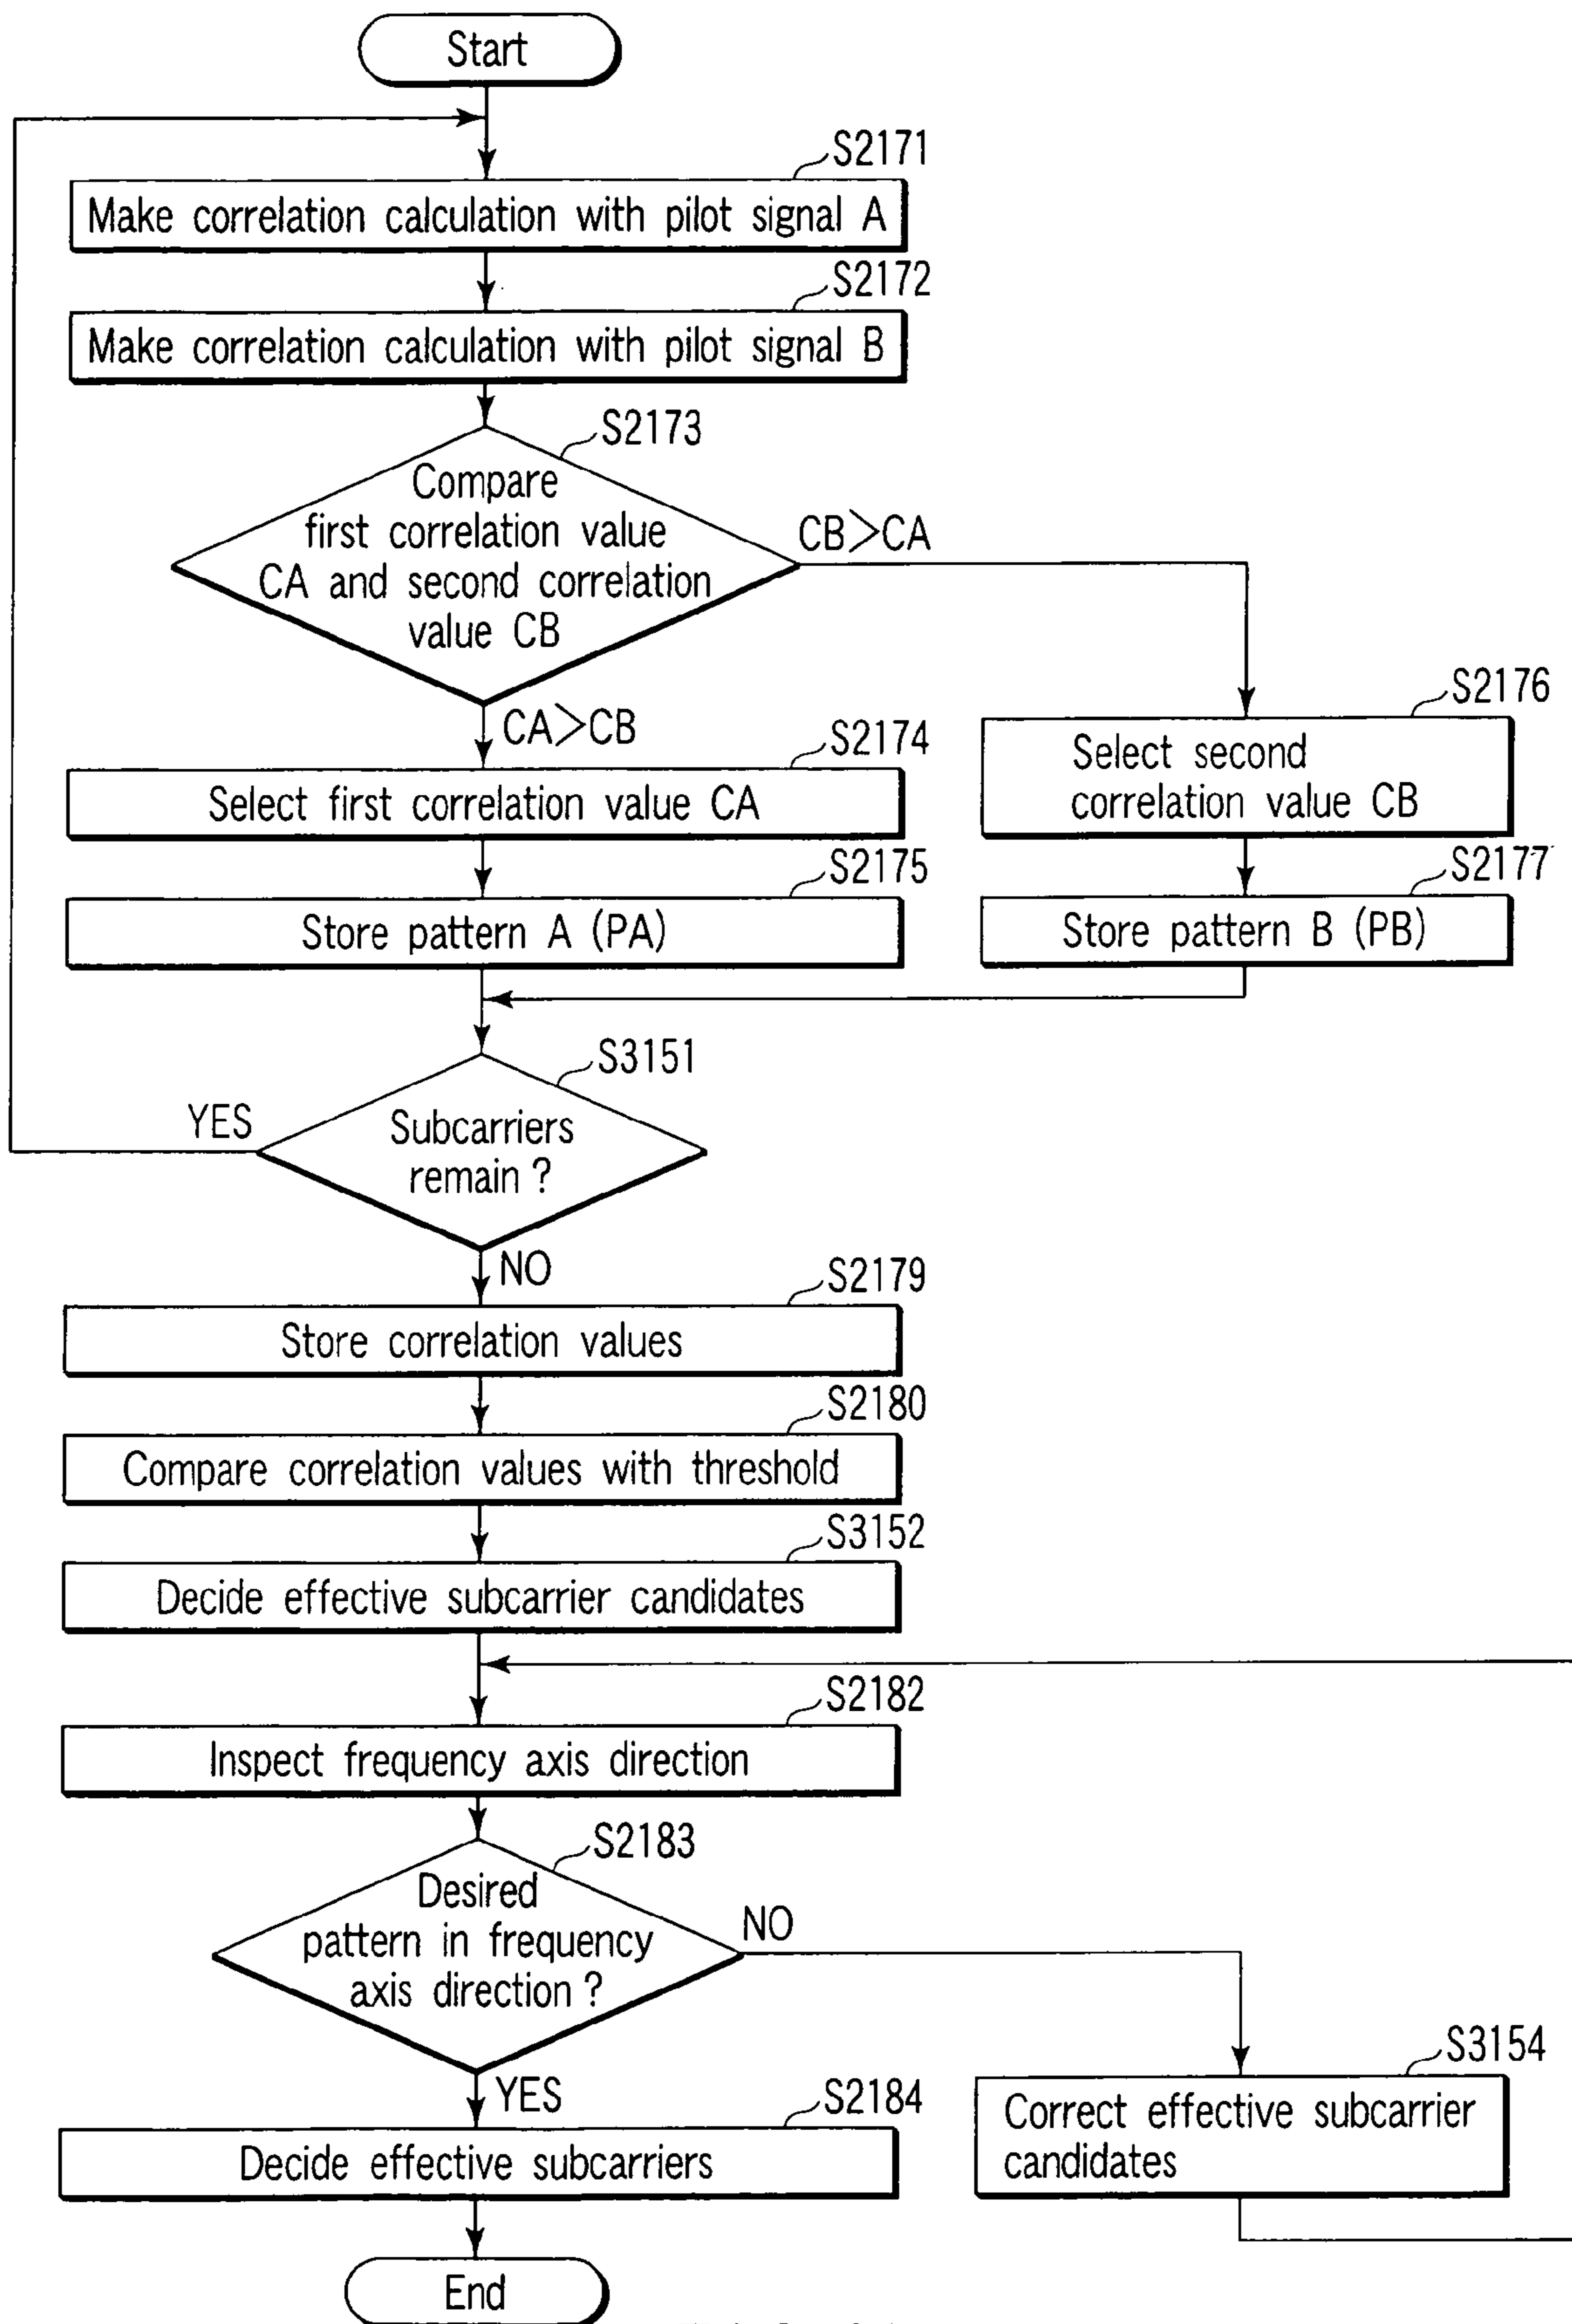 Start
S2171
Make correlation calculation with pilot signal A
S2172
Make correlation calculation with pilot signal B
S2173
Compare
first correlation value
CA and second correlation
value CB
CB>CA
CA>CB
S2174
Select first correlation value CA
S2175
Store pattern A (PA)
S2176
Select second
correlation value CB
S2177
Store pattern B (PB)
S3151
Subcarriers
remain ?
YES
NO
S2179
Store correlation values
S2180
Compare correlation values with threshold
S3152
Decide effective subcarrier candidates
S2182
Inspect frequency axis direction
S2183
Desired
pattern in frequency
axis direction ?
NO
YES
S3154
Correct effective subcarrier
candidates
S2184
Decide effective subcarriers
End